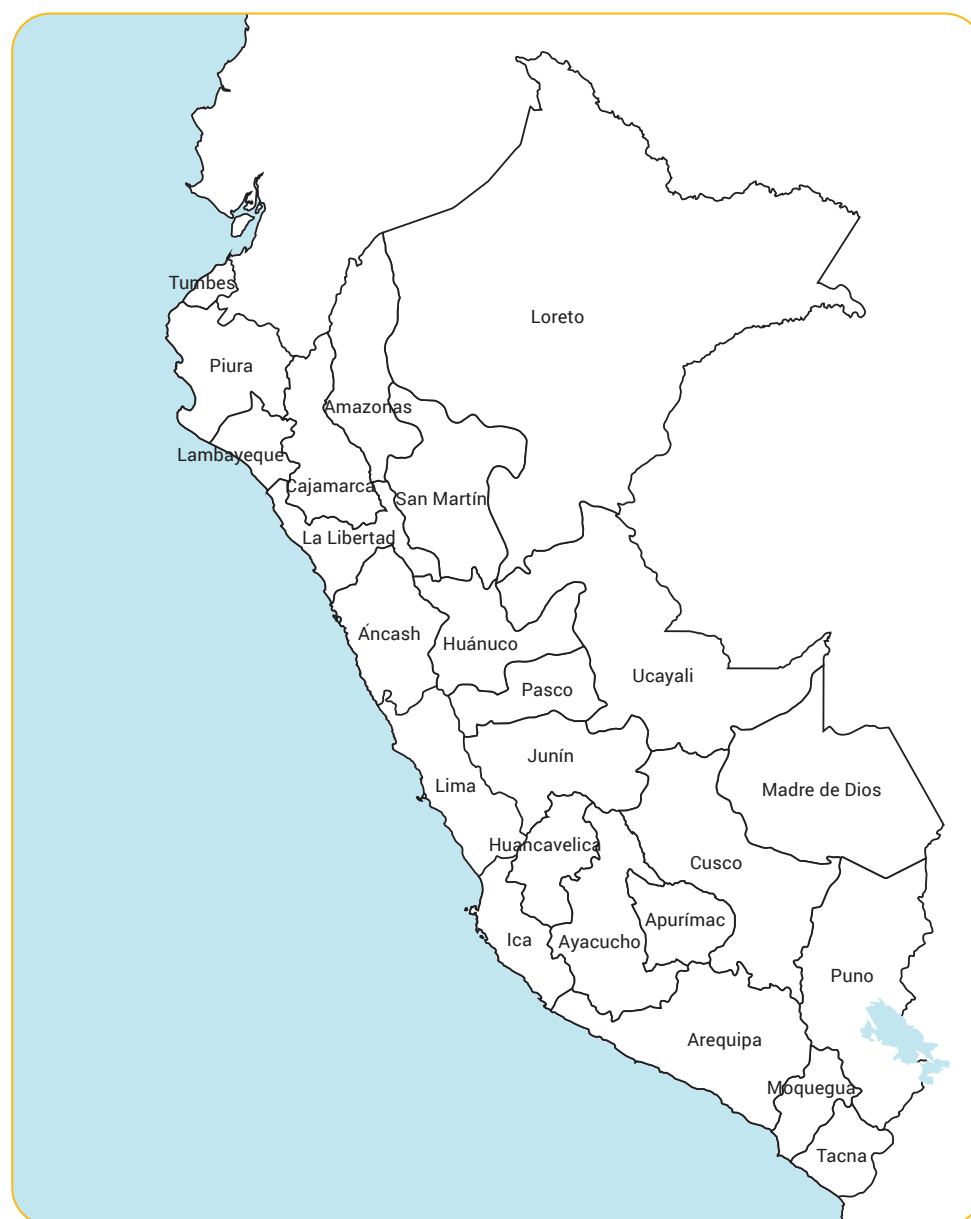 Tumbes
Loreto
Piura
Amazonas
Lambayeque
Cajamarca
San Martín
La Libertad
Áncash
Huánuco
Ucayali
Pasco
Junín
Lima
Madre de Dios
Huancavelica
Cusco
Apurímac
Ica
Ayacucho
Puno
Arequipa
Moquegua
Tacna